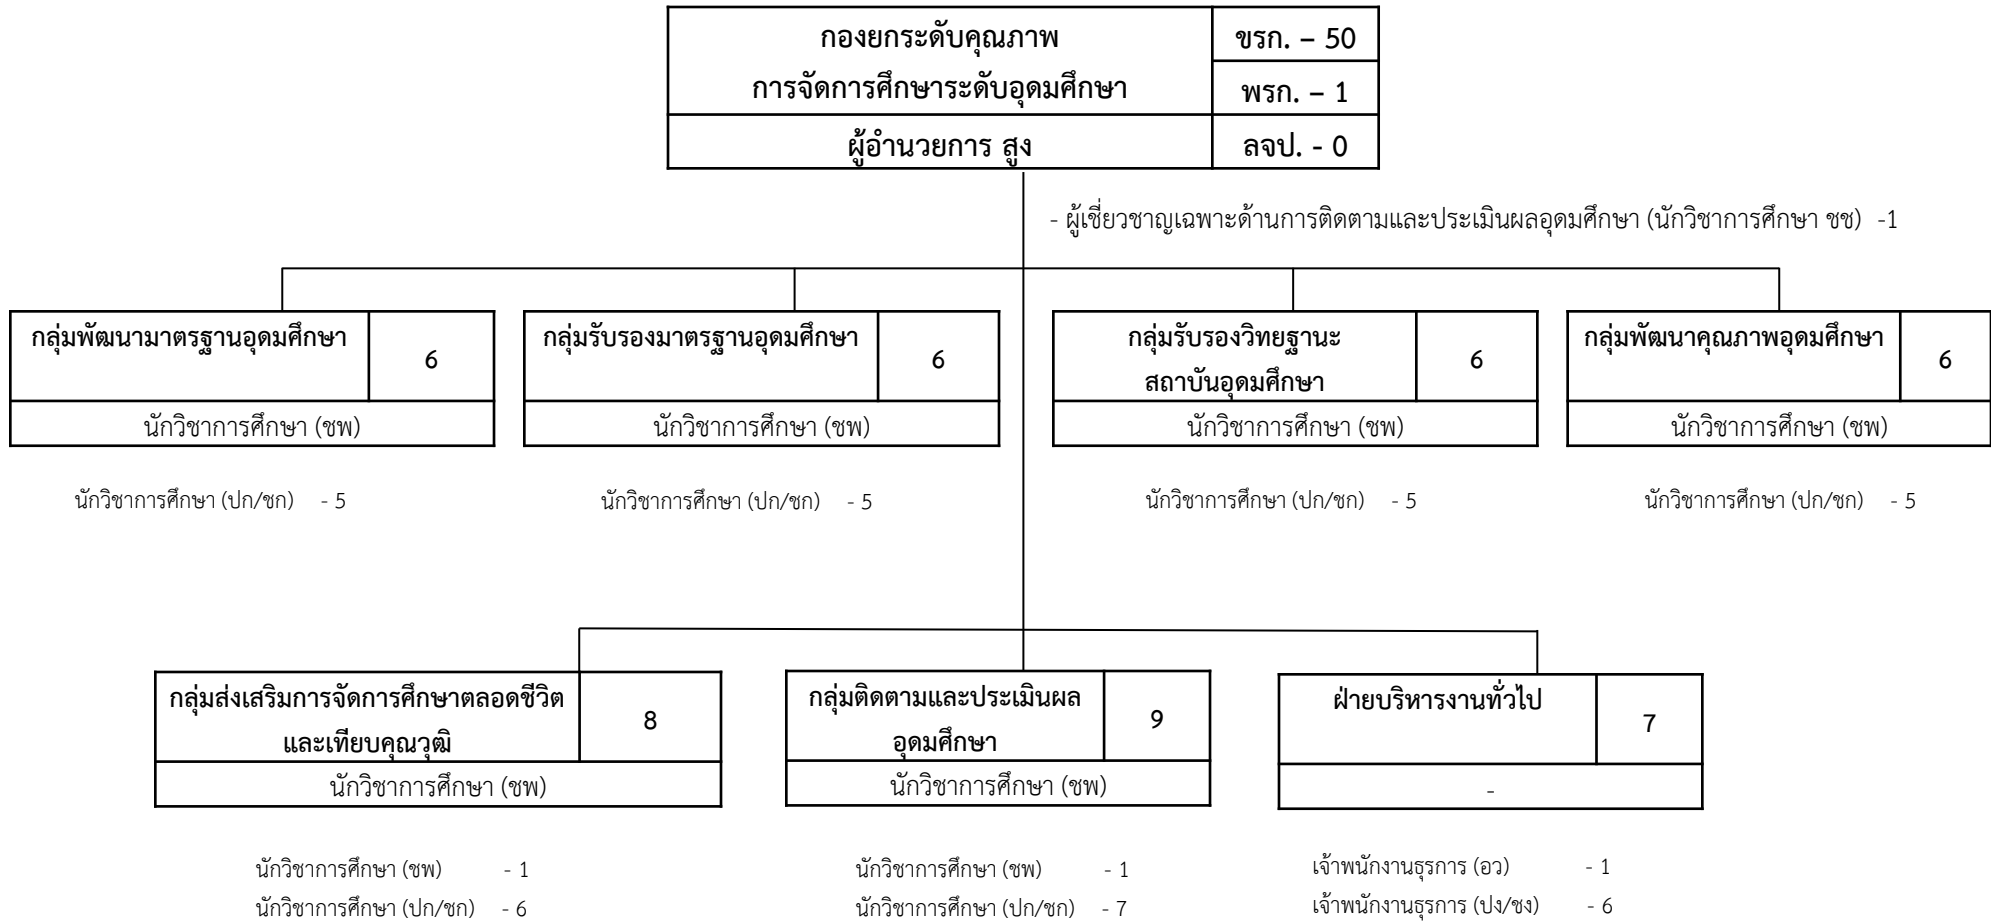 กองยกระดับคุณภาพ
การจัดการศึกษาระดับอุดมศึกษา
ขรก. – 50
พรก. – 1
ผู้อำนวยการ สูง
ลจป. - 0
- ผู้เชี่ยวชาญเฉพาะด้านการติดตามและประเมินผลอุดมศึกษา (นักวิชาการศึกษา ชช) -1
กลุ่มพัฒนามาตรฐานอุดมศึกษา
6
นักวิชาการศึกษา (ชพ)
นักวิชาการศึกษา (ปก/ชก) - 5
กลุ่มรับรองมาตรฐานอุดมศึกษา
6
นักวิชาการศึกษา (ชพ)
นักวิชาการศึกษา (ปก/ชก) - 5
กลุ่มรับรองวิทยฐานะ
สถาบันอุดมศึกษา
6
นักวิชาการศึกษา (ชพ)
นักวิชาการศึกษา (ปก/ชก) - 5
กลุ่มพัฒนาคุณภาพอุดมศึกษา
6
นักวิชาการศึกษา (ชพ)
นักวิชาการศึกษา (ปก/ชก) - 5
กลุ่มส่งเสริมการจัดการศึกษาตลอดชีวิต
และเทียบคุณวุฒิ
8
นักวิชาการศึกษา (ชพ)
นักวิชาการศึกษา (ชพ) - 1
นักวิชาการศึกษา (ปก/ชก) - 6
กลุ่มติดตามและประเมินผล
อุดมศึกษา
9
นักวิชาการศึกษา (ชพ)
นักวิชาการศึกษา (ชพ) - 1
นักวิชาการศึกษา (ปก/ชก) - 7
ฝ่ายบริหารงานทั่วไป
7
-
เจ้าพนักงานธุรการ (อว) - 1
เจ้าพนักงานธุรการ (ปง/ชง) - 6